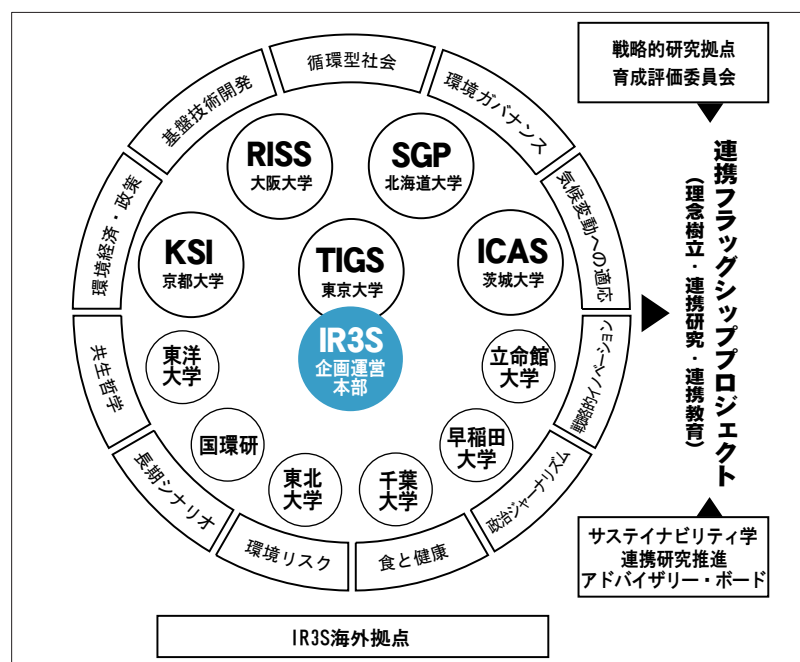 戦略的研究拠点
育成評価委員会
循環型社会
基盤技術開発
環境ガバナンス
環境経済・政策
気候変動への適応
RISS
大阪大学
SGP
北海道大学
KSI
京都大学
TIGS
東京大学
ICAS
茨城大学
IR3S
企画運営
本部
東洋
大学
立命館
大学
国環研
早稲田
大学
東北
大学
千葉
大学
共生哲学
戦略的イノベーション
長期シナリオ
政治ジャーナリズム
環境リスク
食と健康
連携フラッグシッププロジェクト
（理念樹立・連携研究・連携教育）
サステイナビリティ学
連携研究推進
アドバイザリー・ボード
IR3S海外拠点